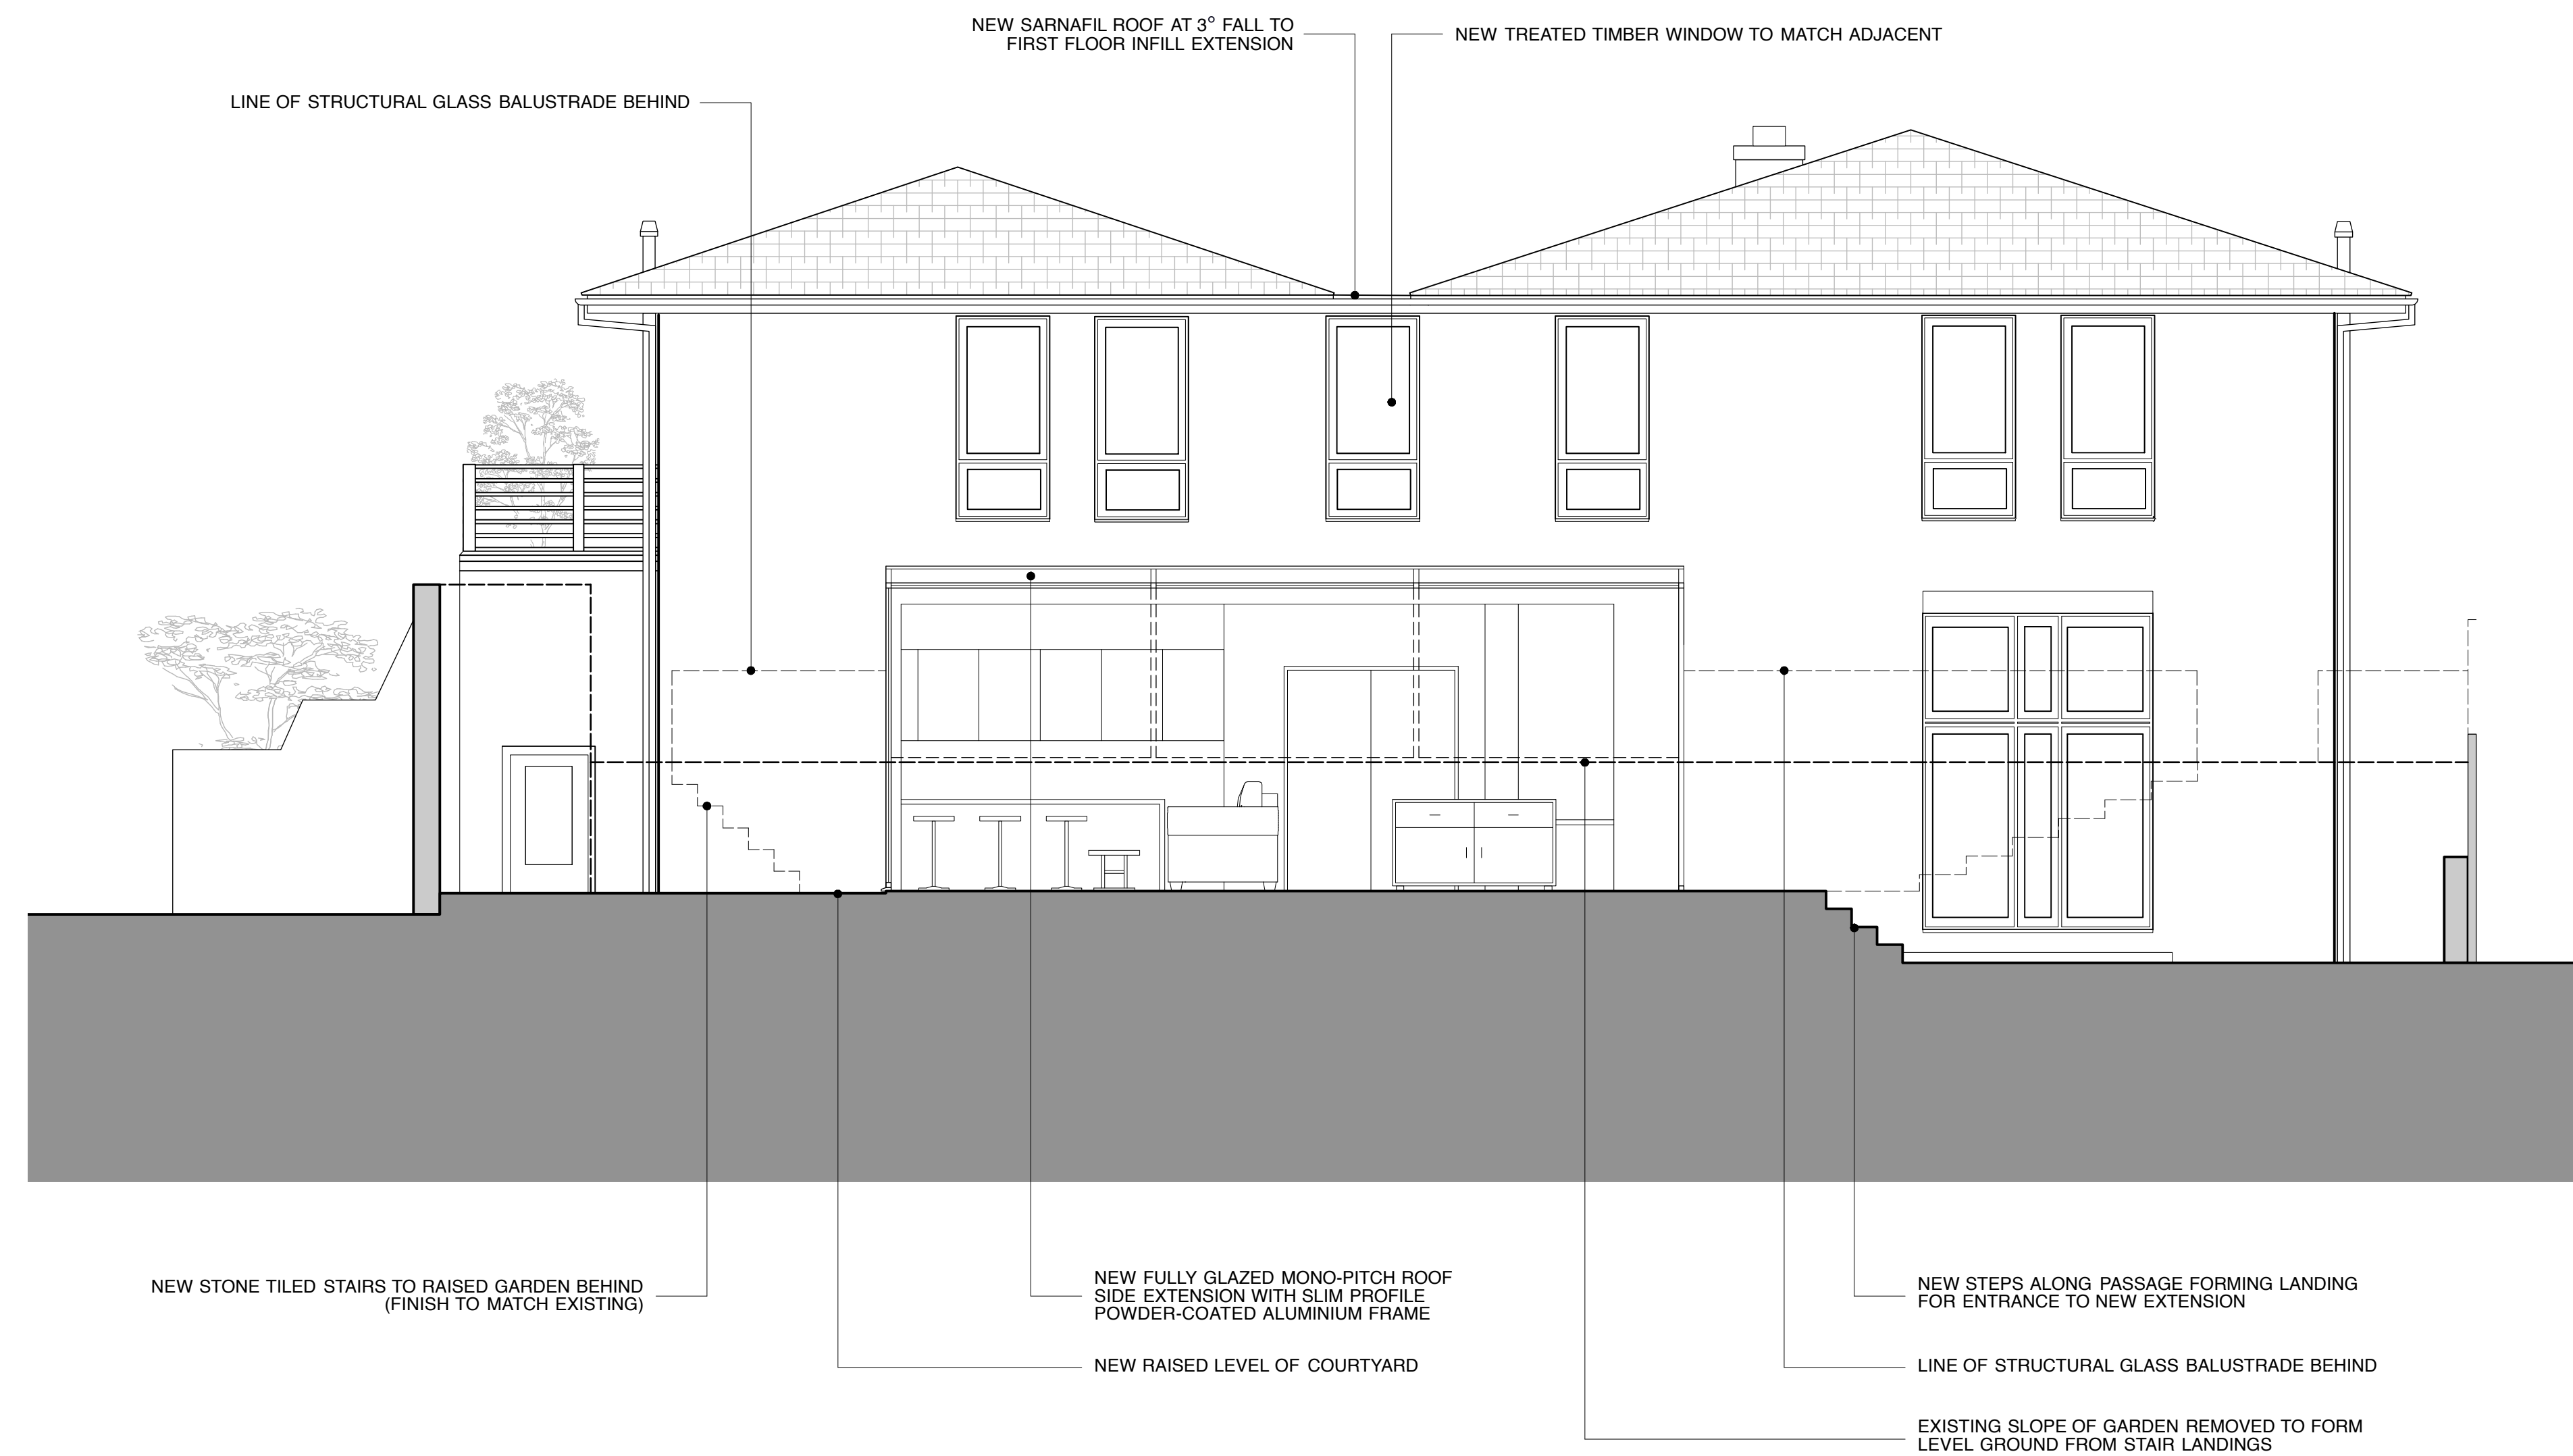 NEW SARNAFIL ROOF AT 3° FALL TO
FIRST FLOOR INFILL EXTENSION
NEW TREATED TIMBER WINDOW TO MATCH ADJACENT
LINE OF STRUCTURAL GLASS BALUSTRADE BEHIND
NEW STONE TILED STAIRS TO RAISED GARDEN BEHIND
(FINISH TO MATCH EXISTING)
NEW FULLY GLAZED MONO-PITCH ROOF
SIDE EXTENSION WITH SLIM PROFILE
POWDER-COATED ALUMINIUM FRAME
NEW RAISED LEVEL OF COURTYARD
NEW STEPS ALONG PASSAGE FORMING LANDING
FOR ENTRANCE TO NEW EXTENSION
LINE OF STRUCTURAL GLASS BALUSTRADE BEHIND
EXISTING SLOPE OF GARDEN REMOVED TO FORM
LEVEL GROUND FROM STAIR LANDINGS